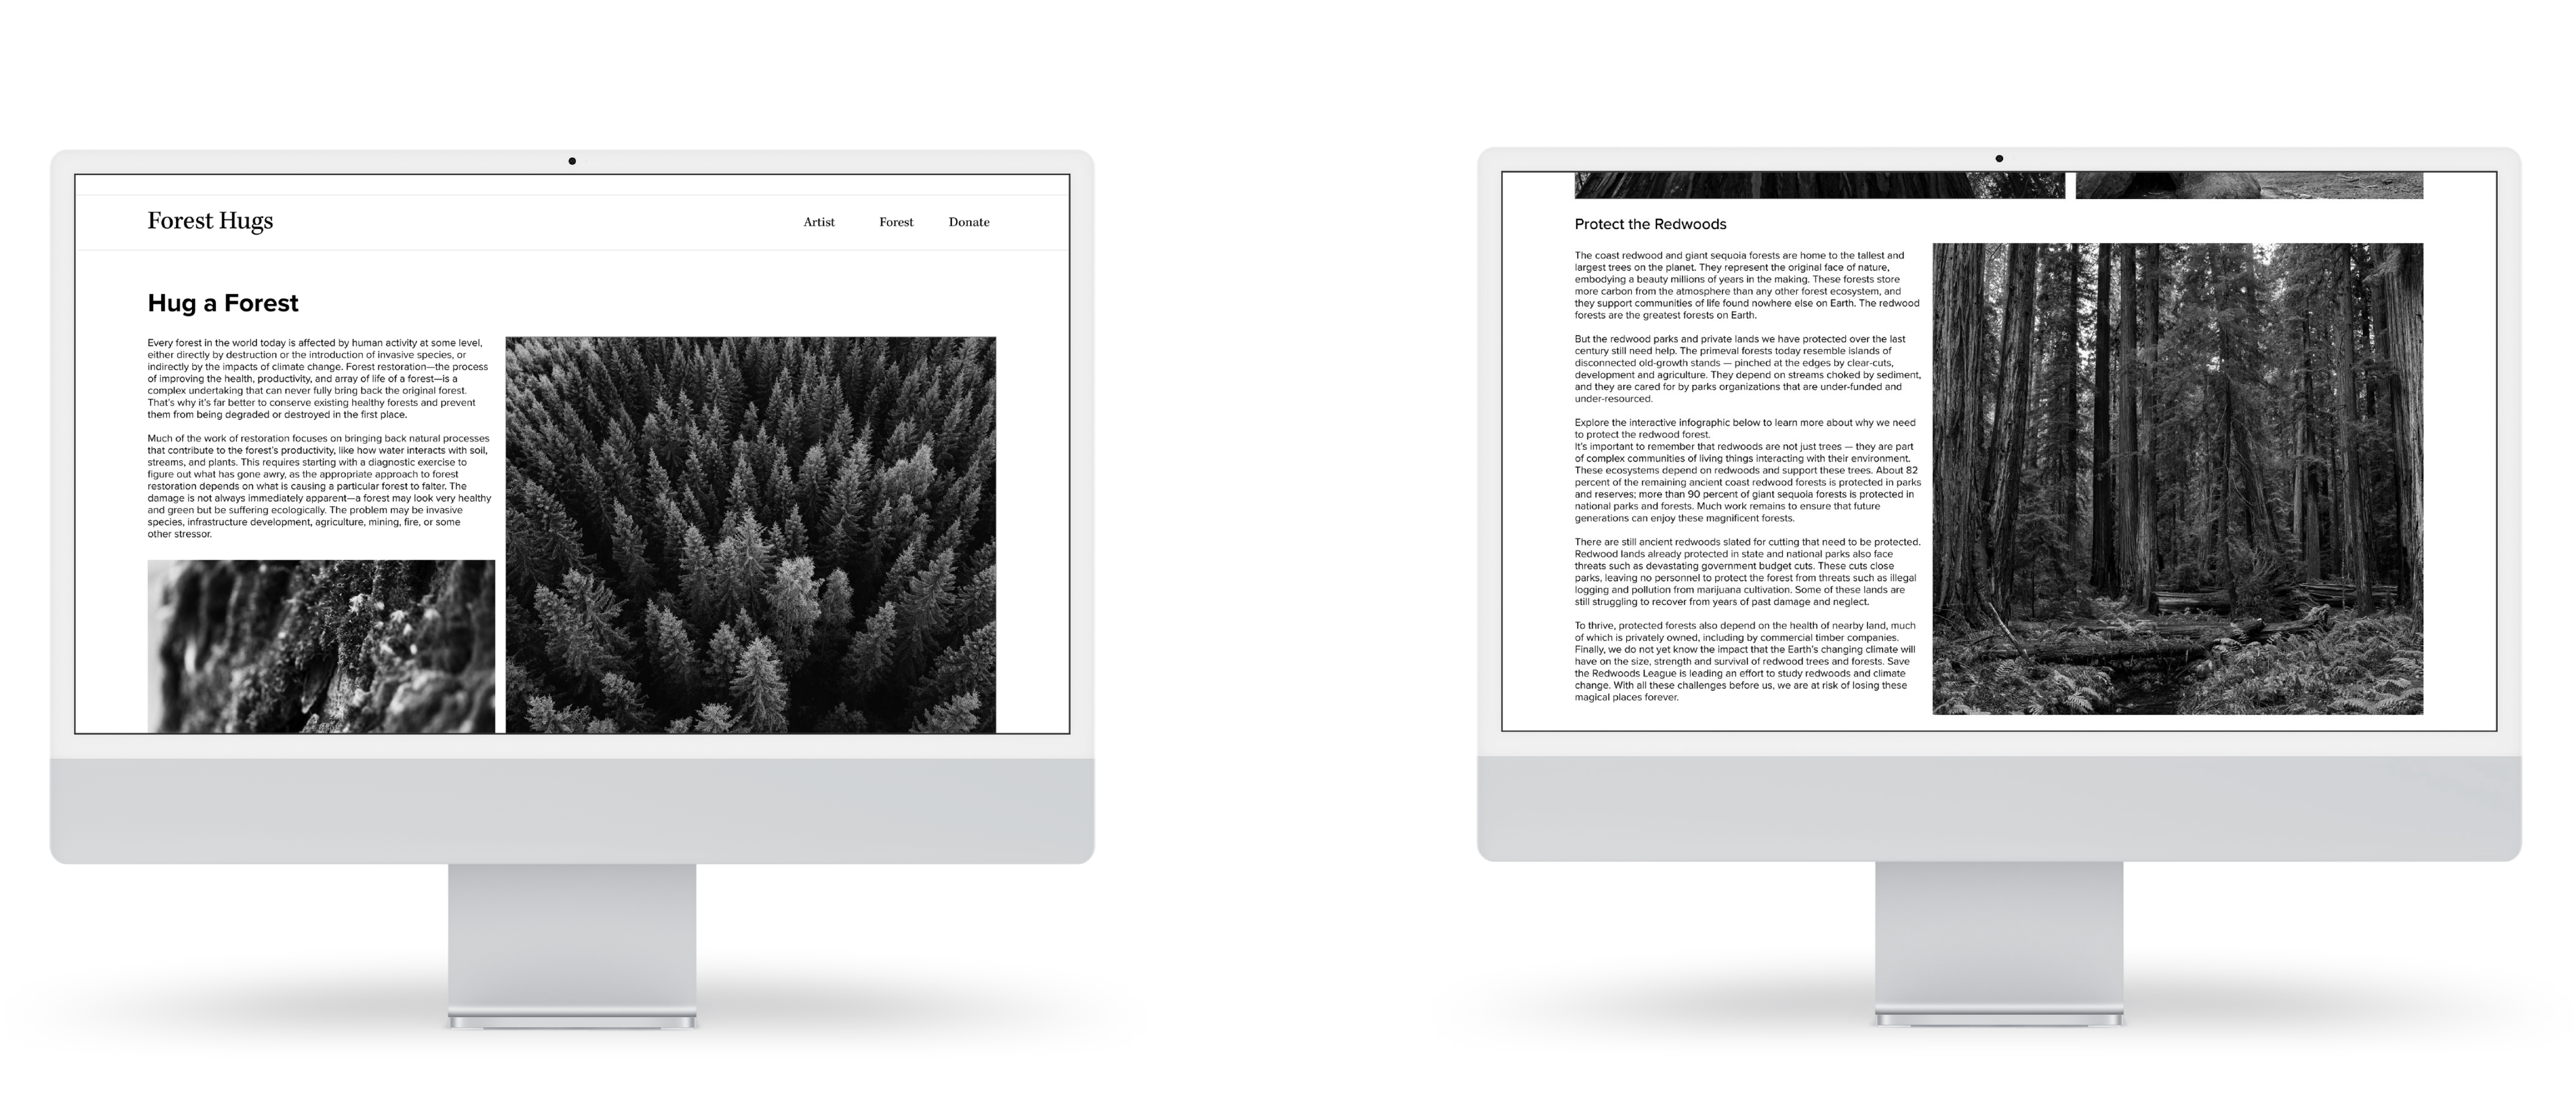 Forest Hugs
Artist
Forest
Donate
Hug a Forest
Every forest in the world today is affected by human activity at some level,
either directly by destruction or the introduction of invasive species, or
indirectly by the impacts of climate change. Forest restoration—the process
of improving the health, productivity, and array of life of a forest—is a
complex undertaking that can never fully bring back the original forest.
That's why it's far better to conserve existing healthy forests and prevent
them from being degraded or destroyed in the first place.
Much of the work of restoration focuses on bringing back natural processes
that contribute to the forest's productivity, like how water interacts with soil,
streams, and plants. This requires starting with a diagnostic exercise to
figure out what has gone awry, as the appropriate approach to forest
restoration depends on what is causing a particular forest to falter. The
damage is not always immediately apparent—a forest may look very healthy
and green but be suffering ecologically. The problem may be invasive
species, infrastructure development, agriculture, mining, fire, or some
other stressor.
Protect the Redwoods
The coast redwood and giant sequoia forests are home to the tallest and
largest trees on the planet. They represent the original face of nature,
embodying a beauty millions of years in the making. These forests store
more carbon from the atmosphere than any other forest ecosystem, and
they support communities of life found nowhere else on Earth. The redwood
forests are the greatest forests on Earth.
But the redwood parks and private lands we have protected over the last
century still need help. The primeval forests today resemble islands of
disconnected old-growth stands — pinched at the edges by clear-cuts,
development and agriculture. They depend on streams choked by sediment,
and they are cared for by parks organizations that are under-funded and
under-resourced.
Explore the interactive infographic below to learn more about why we need
to protect the redwood forest.
It's important to remember that redwoods are not just trees — they are part
of complex communities of living things interacting with their environment.
These ecosystems depend on redwoods and support these trees. About 82
percent of the remaining ancient coast redwood forests is protected in parks
and reserves; more than 90 percent of giant sequoia forests is protected in
national parks and forests. Much work remains to ensure that future
generations can enjoy these magnificent forests.
There are still ancient redwoods slated for cutting that need to be protected.
Redwood lands already protected in state and national parks also face
threats such as devastating government budget cuts. These cuts close
parks, leaving no personnel to protect the forest from threats such as illegal
logging and pollution from marijuana cultivation. Some of these lands are
still struggling to recover from years of past damage and neglect.
To thrive, protected forests also depend on the health of nearby land, much
of which is privately owned, including by commercial timber companies.
Finally, we do not yet know the impact that the Earth's changing climate will
have on the size, strength and survival of redwood trees and forests. Save
the Redwoods League is leading an effort to study redwoods and climate
change. With all these challenges before us, we are at risk of losing these
magical places forever.